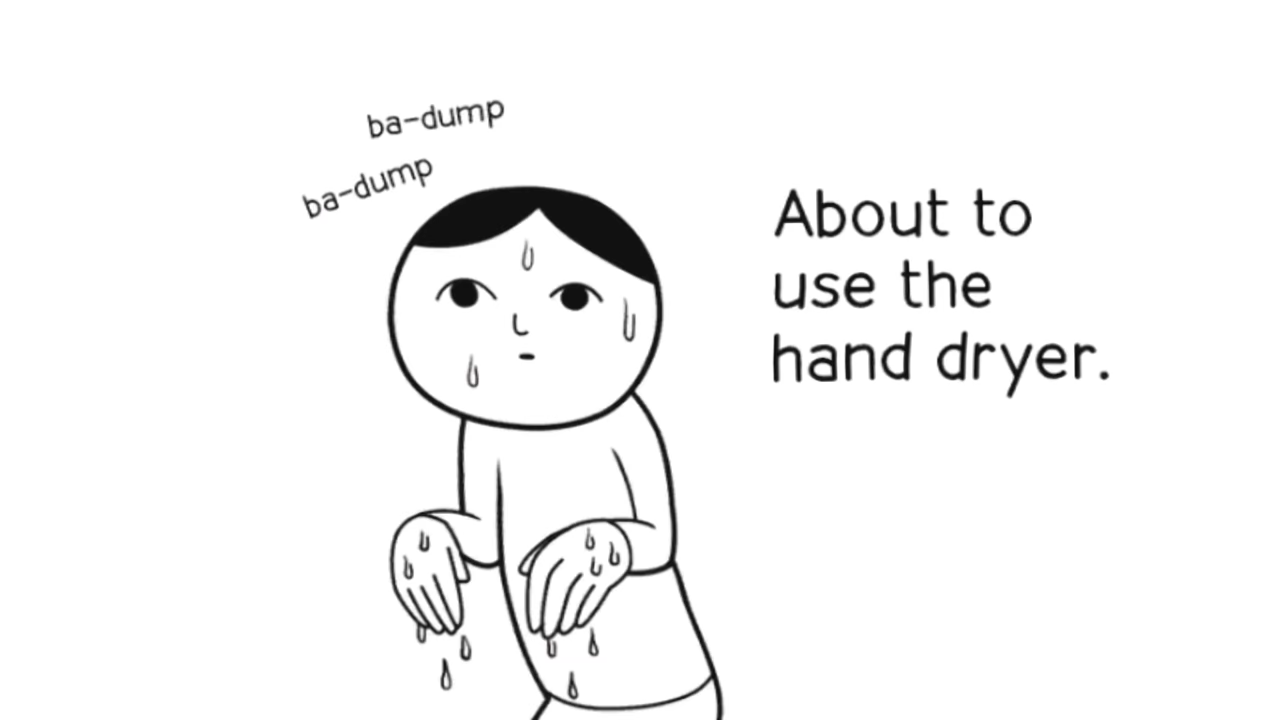 ba-dump
ba-dump
About to
use the
hand dryer.